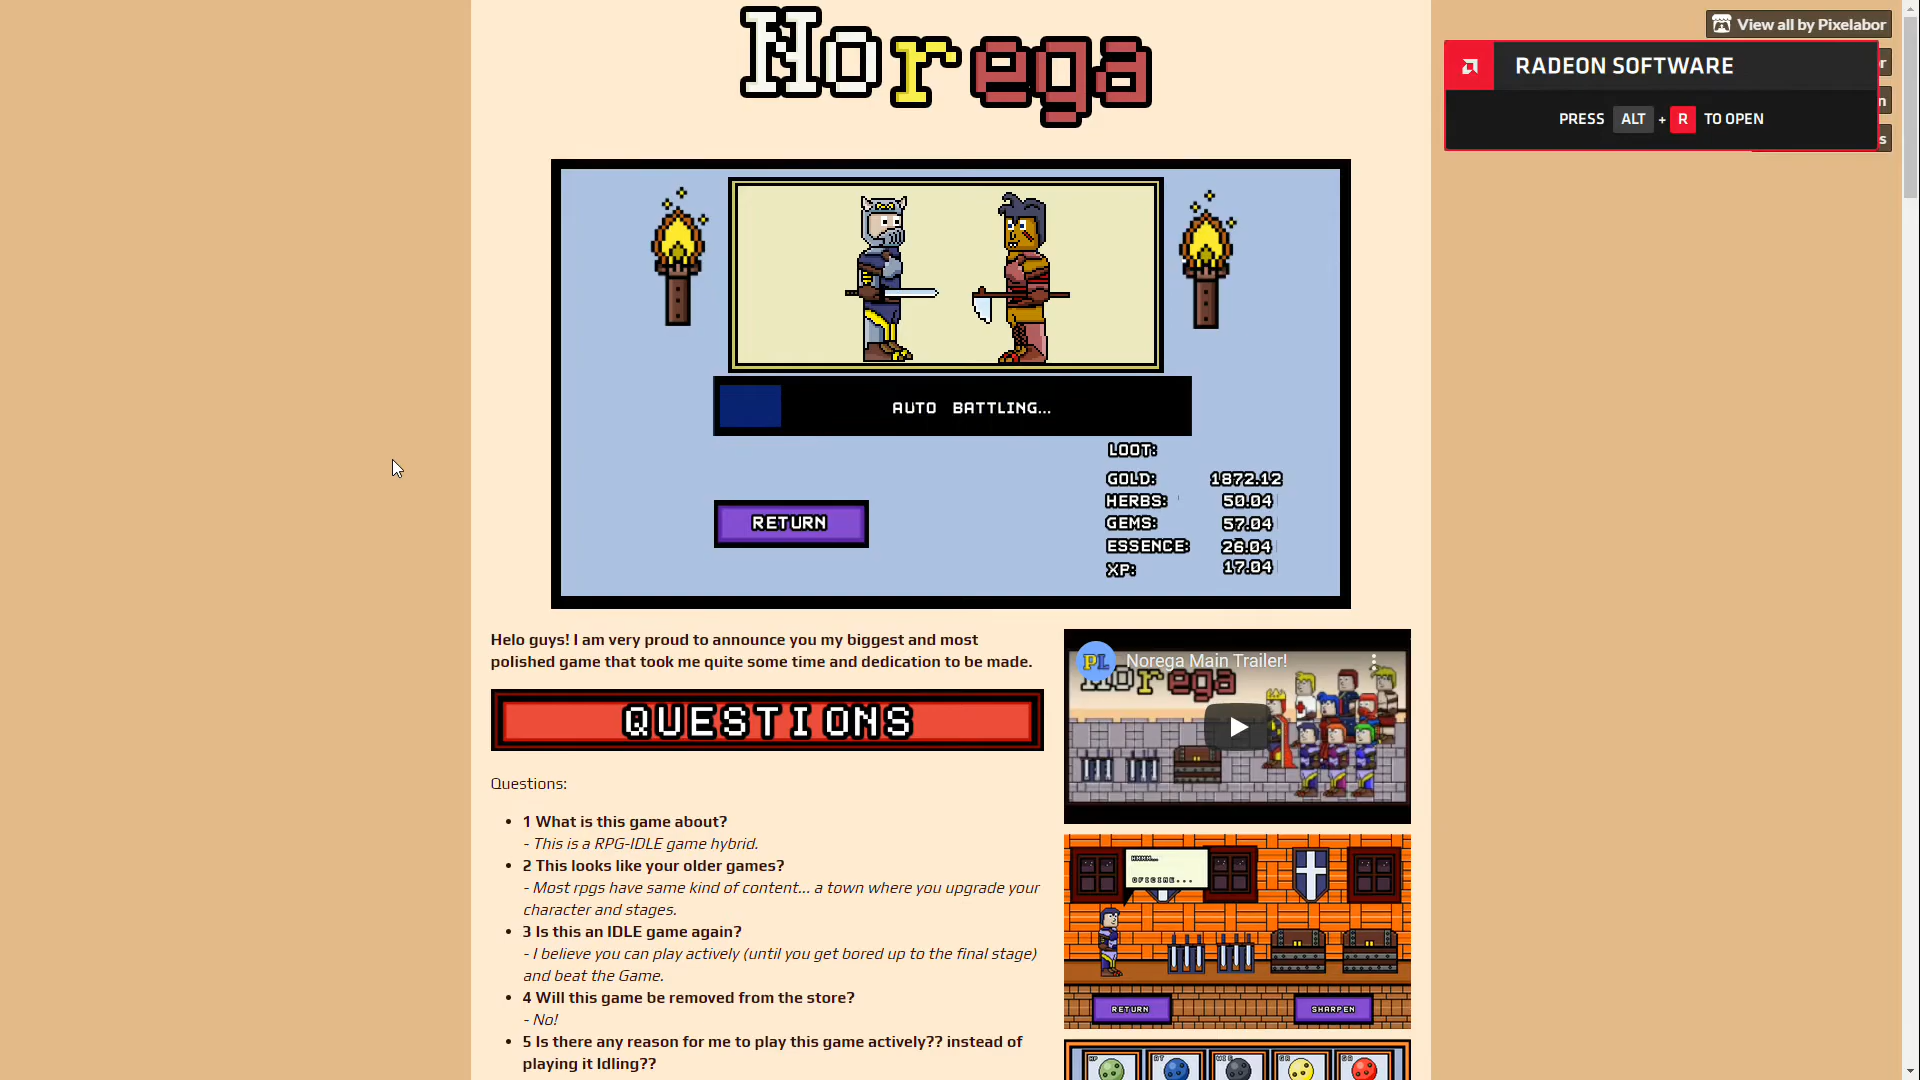 Norega
View all by Pixelabor
RADEON SOFTWARE
PRESS ALT + R TO OPEN
AUTO BATTLING...
LOOT:
GOLD: 1872.12
HERBS: 50.04
GEMS: 57.04
ESSENCE: 26.04
XP: 17.04
RETURN
Helo guys! I am very proud to announce you my biggest and most
polished game that took me quite some time and dedication to be made.
QUESTIONS
Questions:
1 What is this game about?
- This is a RPG-IDLE game hybrid.
2 This looks like your older games?
- Most rpgs have same kind of content... a town where you upgrade your
character and stages.
3 Is this an IDLE game again?
- I believe you can play actively (until you get bored up to the final stage)
and beat the Game.
4 Will this game be removed from the store?
- No!
5 Is there any reason for me to play this game actively?? instead of
playing it Idling??
PL
Norega Main Trailer!
Norega
HMMM...
OFICINE...
RETURN
SHARPEN